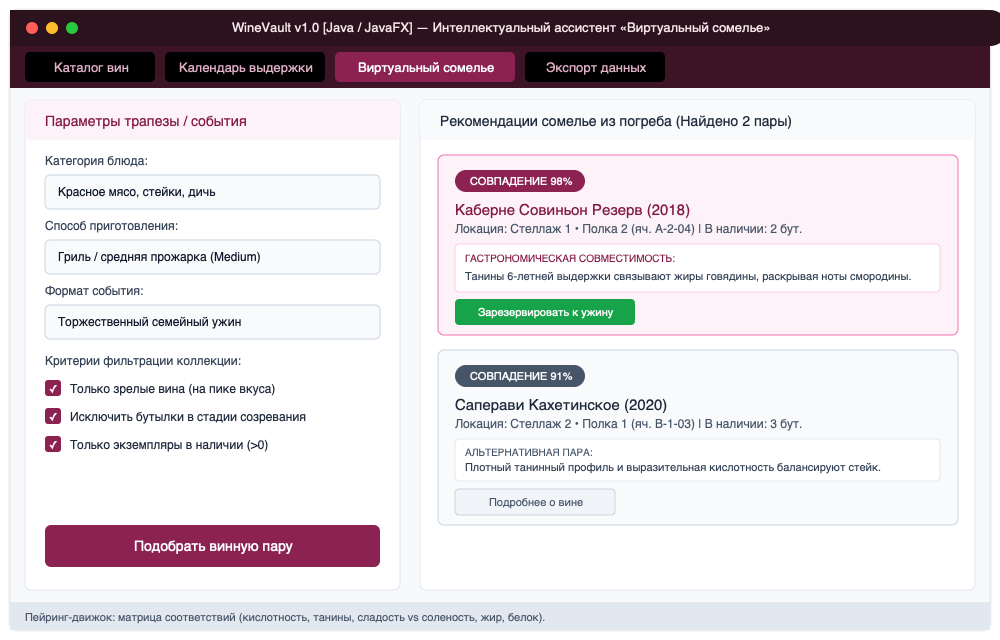 WineVault v1.0 [Java / JavaFX] — Интеллектуальный ассистент «Виртуальный сомелье»
Каталог вин
Календарь выдержки
Виртуальный сомелье
Экспорт данных
Параметры трапезы / события
Категория блюда:
Красное мясо, стейки, дичь
Способ приготовления:
Гриль / средняя прожарка (Medium)
Формат события:
Торжественный семейный ужин
Критерии фильтрации коллекции:
Только зрелые вина (на пике вкуса)
Исключить бутылки в стадии созревания
Только экземпляры в наличии (>0)
Подобрать винную пару
Рекомендации сомелье из погреба (Найдено 2 пары)
СОВПАДЕНИЕ 98%
Каберне Совиньон Резерв (2018)
Локация: Стеллаж 1 • Полка 2 (яч. A-2-04) | В наличии: 2 бут.
ГАСТРОНОМИЧЕСКАЯ СОВМЕСТИМОСТЬ:
Танины 6-летней выдержки связывают жиры говядины, раскрывая ноты смородины.
Зарезервировать к ужину
СОВПАДЕНИЕ 91%
Саперави Кахетинское (2020)
Локация: Стеллаж 2 • Полка 1 (яч. B-1-03) | В наличии: 3 бут.
АЛЬТЕРНАТИВНАЯ ПАРА:
Плотный танинный профиль и выразительная кислотность балансируют стейк.
Подробнее о вине
Пейринг-движок: матрица соответствий (кислотность, танины, сладость vs соленость, жир, белок).